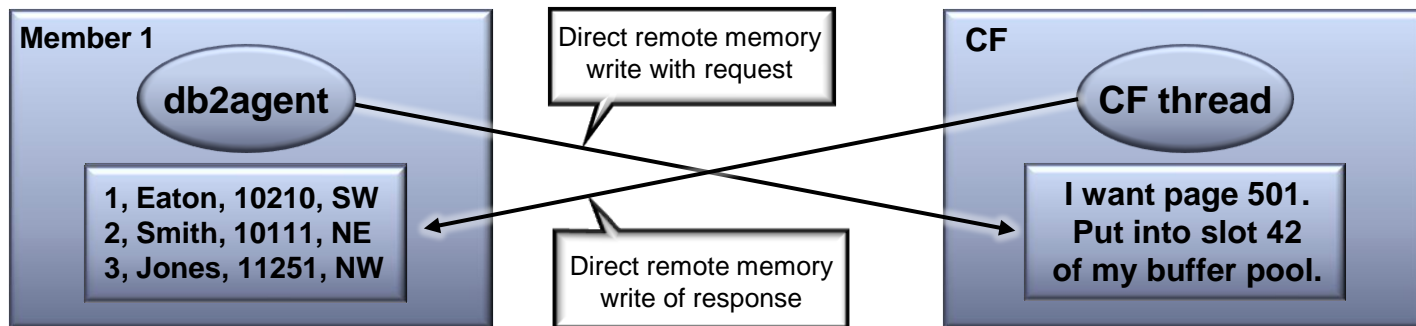 Member 1
db2agent
1, Eaton, 10210, SW
2, Smith, 10111, NE
3, Jones, 11251, NW
Direct remote memory
write with request
Direct remote memory
write of response
CF
CF thread
I want page 501.
Put into slot 42
of my buffer pool.